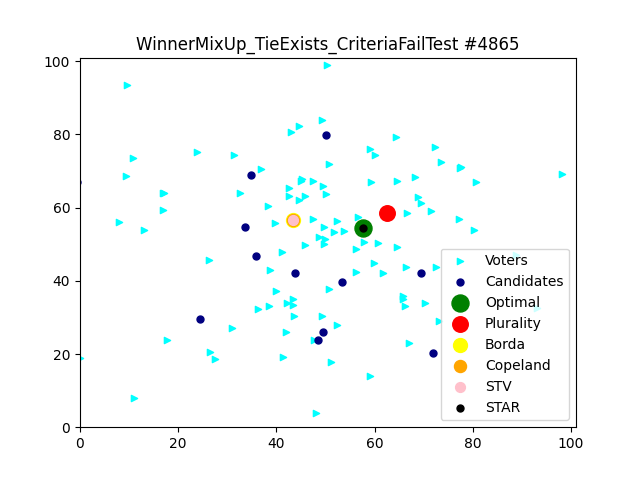 WinnerMixUp_TieExists_CriteriaFailTest #4865
100
80
60
40
20
0
0
20
40
60
80
100
Voters
Candidates
Optimal
Plurality
Borda
Copeland
STV
STAR